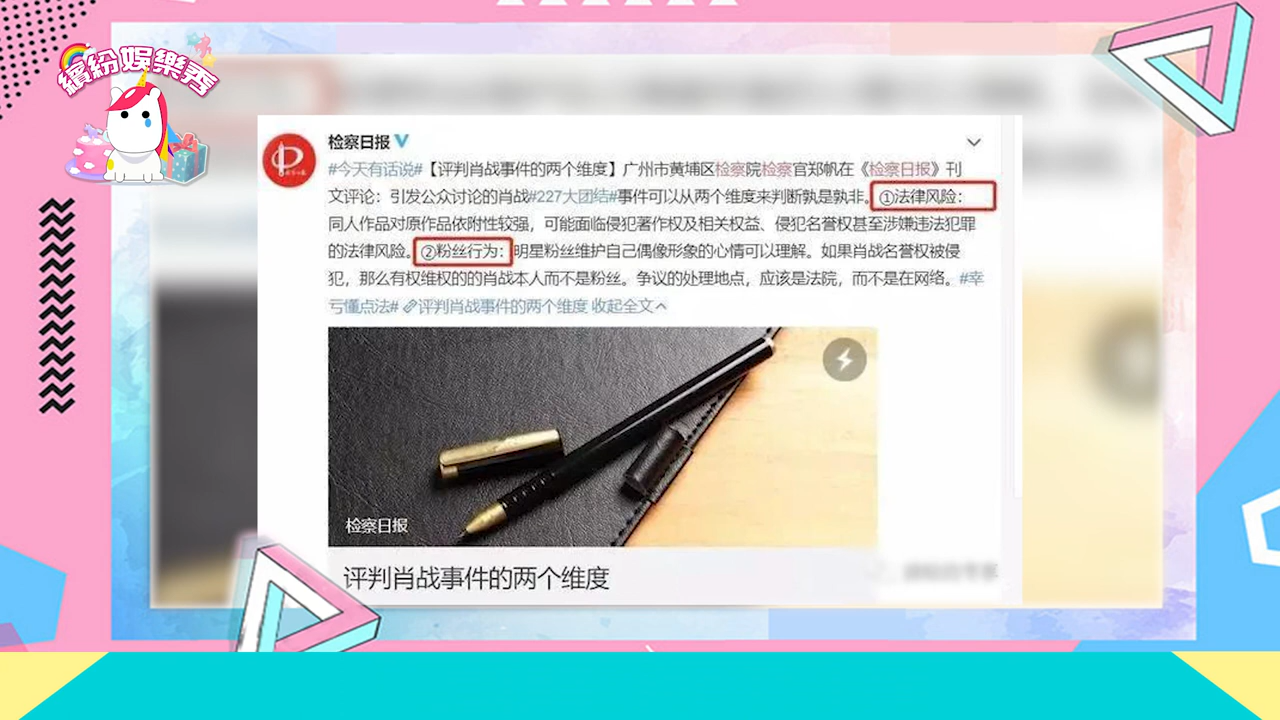 繽紛娛樂秀
检察日报
#今天有话说#【评判肖战事件的两个维度】广州市黄埔区检察院检察官郑帆在《检察日报》刊
文评论：引发公众讨论的肖战#227大团结#事件可以从两个维度来判断孰是孰非。①法律风险：
同人作品对原作品依附性较强，可能面临侵犯著作权及相关权益、侵犯名誉权甚至涉嫌违法犯罪
的法律风险。②粉丝行为：明星粉丝维护自己偶像形象的心情可以理解。如果肖战名誉权被侵
犯，那么有权维权的的肖战本人而不是粉丝。争议的处理地点，应该是法院，而不是在网络。#幸
亏懂点法# 评判肖战事件的两个维度 收起全文
检察日报
评判肖战事件的两个维度